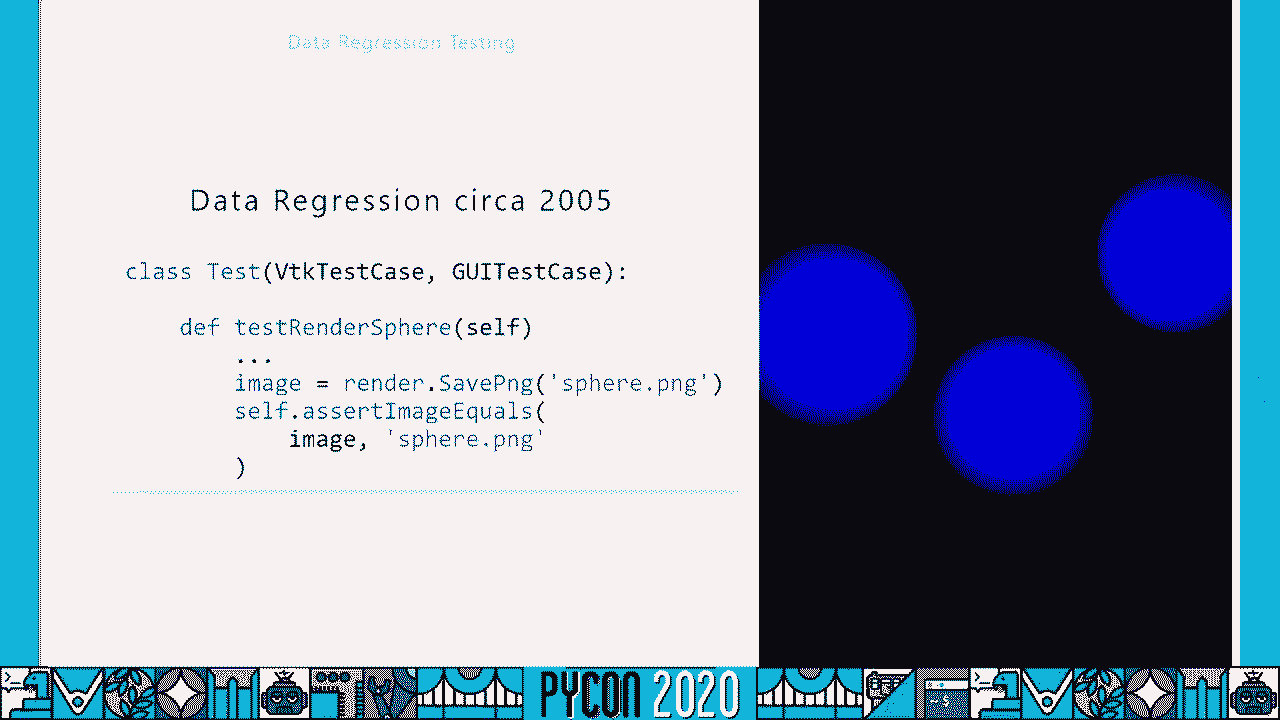 Data Regression Testing
Data Regression circa 2005
class Test(VtkTestCase, GUITestCase):
def testRenderSphere(self)
...
image = render.SavePng('sphere.png')
self.assertImageEquals(
image, 'sphere.png'
)
PYCON 2020